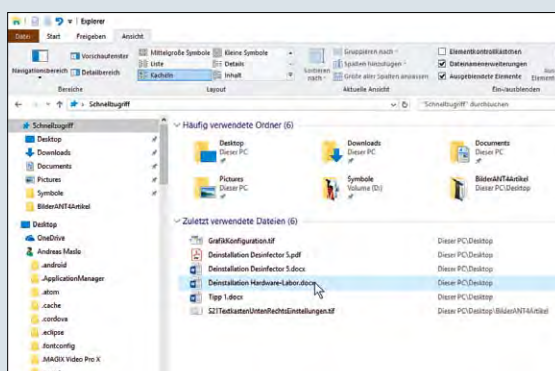 Explorer
Datei Start Freigeben Ansicht
Navigationsbereich
Vorschaufenster
Detailbereich
Bereiche
Mittelgroße Symbole Kleine Symbole
Liste Details
Kacheln Inhalt
Layout
Sortieren nach
Gruppieren nach
Spalten hinzufügen
Größe aller Spalten anpassen
Aktuelle Ansicht
Elementkontrollkästchen
Dateinamenerweiterungen
Ausgeblendete Elemente
Ein-/ausblenden
Schnellzugriff
"Schnellzugriff" durchsuchen
Schnellzugriff
Desktop
Downloads
Documents
Pictures
Symbole
BilderANT4Artikel
Desktop
OneDrive
Andreas Maslo
.android
.ApplicationManager
.atom
.cache
.cordova
.eclipse
.fontconfig
.MAGIX Video Pro X
Häufig verwendete Ordner (6)
Desktop
Dieser PC
Downloads
Dieser PC
Documents
Dieser PC
Pictures
Dieser PC
Symbole
Volume (D:)
BilderANT4Artikel
Dieser PC\Desktop
Zuletzt verwendete Dateien (6)
GrafikKonfiguration.tif Dieser PC\Desktop
Deinstallation Desinfector 5.pdf Dieser PC\Desktop
Deinstallation Desinfector 5.docx Dieser PC\Desktop
Deinstallation Hardware-Labor.docx Dieser PC\Desktop
Tipp 1.docx Dieser PC\Desktop
S21TextkastenUntenRechtsEinstellungen.tif Dieser PC\Desktop\BilderANT4Artikel